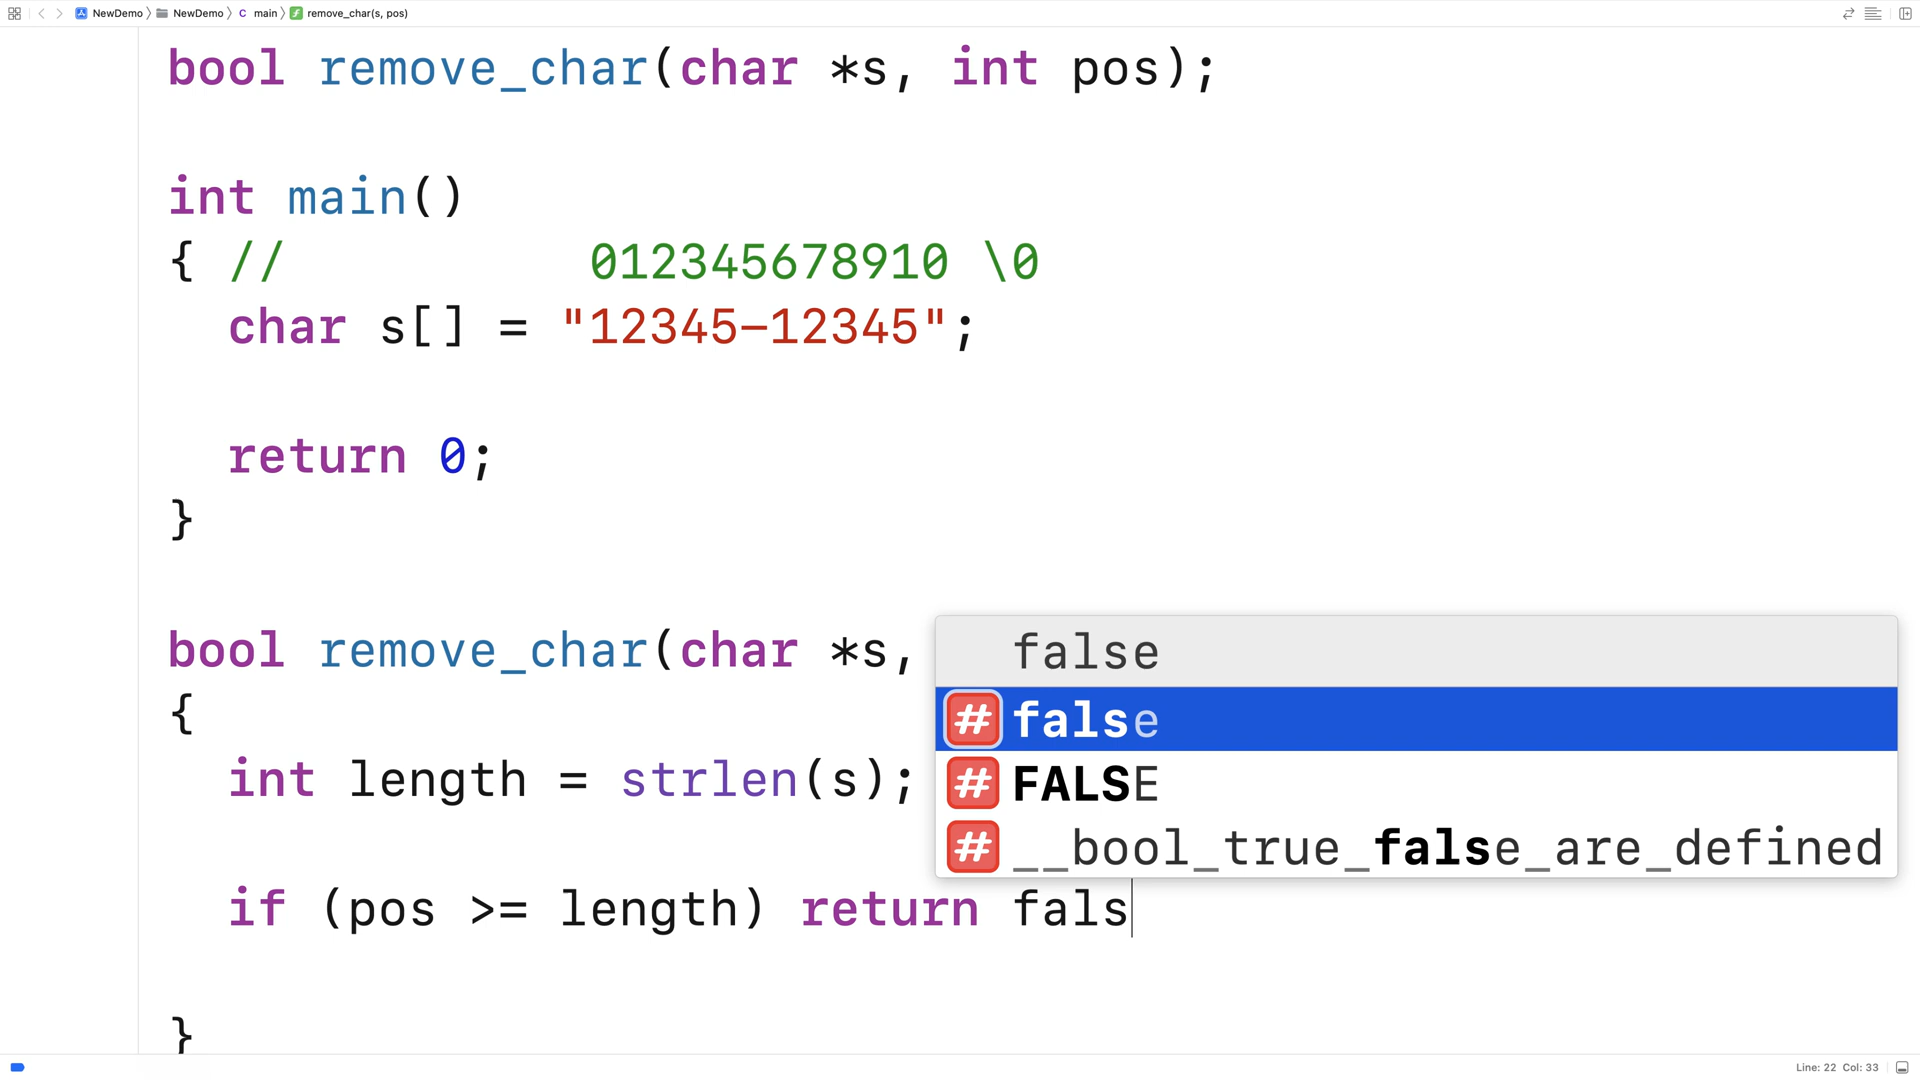 NewDemo NewDemo C main f remove_char(s, pos)
bool remove_char(char *s, int pos);
int main()
{ // 012345678910 \0
char s[] = "12345-12345";
return 0;
}
bool remove_char(char *s,
{
int length = strlen(s);
if (pos >= length) return fals
}
false
# false
# FALSE
# __bool_true_false_are_defined
Line: 22 Col: 33